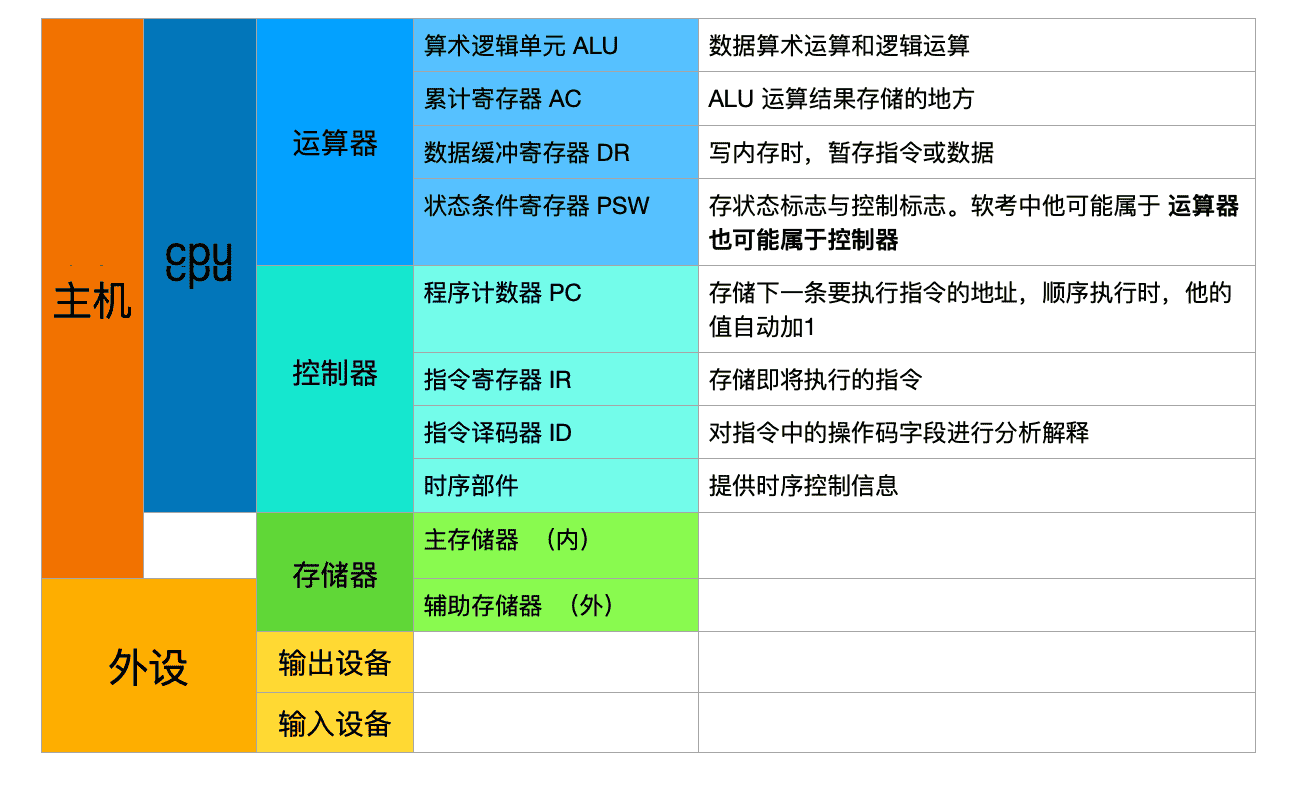 主机
cpu
运算器
算术逻辑单元 ALU
数据算术运算和逻辑运算
累计寄存器 AC
ALU 运算结果存储的地方
数据缓冲寄存器 DR
写内存时，暂存指令或数据
状态条件寄存器 PSW
存状态标志与控制标志。软考中他可能属于 运算器
也可能属于控制器
控制器
程序计数器 PC
存储下一条要执行指令的地址，顺序执行时，他的
值自动加1
指令寄存器 IR
存储即将执行的指令
指令译码器 ID
对指令中的操作码字段进行分析解释
时序部件
提供时序控制信息
存储器
主存储器 （内）
辅助存储器 （外）
外设
输出设备
输入设备